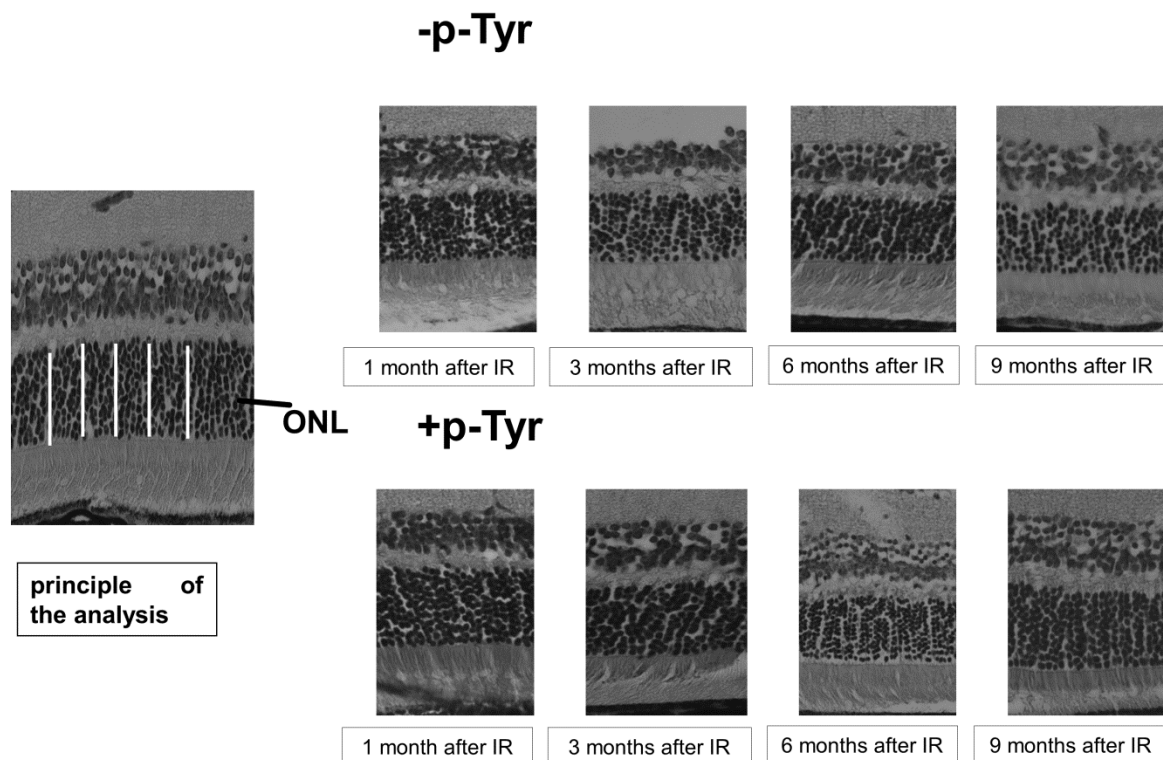 -p-Tyr
1 month after IR
3 months after IR
6 months after IR
9 months after IR
ONL
+p-Tyr
principle of
the analysis
1 month after IR
3 months after IR
6 months after IR
9 months after IR